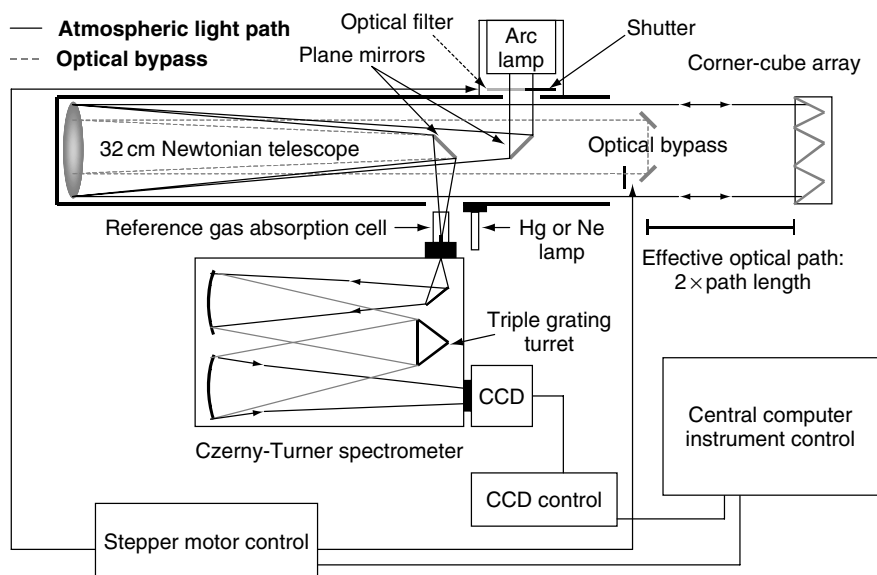 Atmospheric light path
Optical bypass
Optical filter
Plane mirrors
Arc
lamp
Shutter
Corner-cube array
32 cm Newtonian telescope
Optical bypass
Reference gas absorption cell
Hg or Ne
lamp
Effective optical path:
2 × path length
Triple grating
turret
CCD
Czerny-Turner spectrometer
Central computer
instrument control
CCD control
Stepper motor control